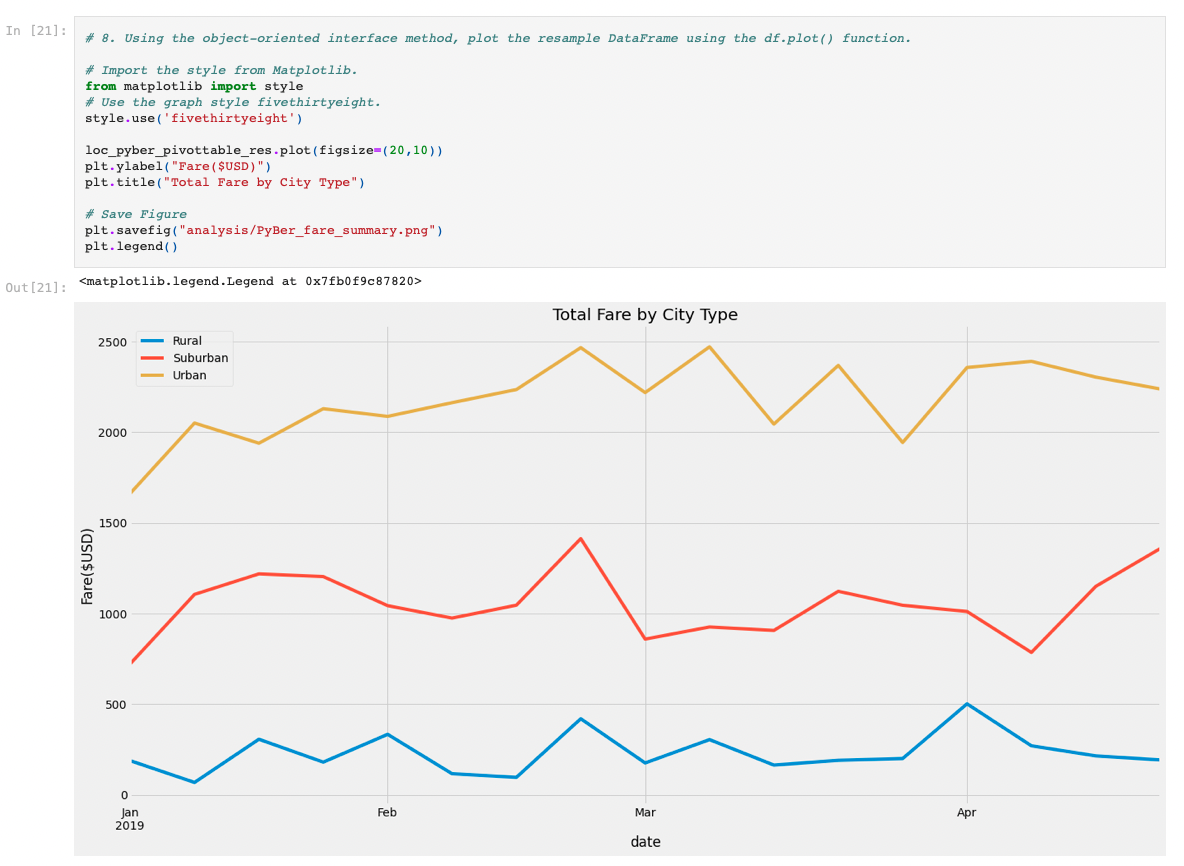 In [21]:
# 8. Using the object-oriented interface method, plot the resample DataFrame using the df.plot() function.
# Import the style from Matplotlib.
from matplotlib import style
# Use the graph style fivethirtyeight.
style.use('fivethirtyeight')
loc_pyber_pivottable_res.plot(figsize=(20,10))
plt.ylabel("Fare($USD)")
plt.title("Total Fare by City Type")
# Save Figure
plt.savefig("analysis/PyBer_fare_summary.png")
plt.legend()
Out[21]:
<matplotlib.legend.Legend at 0x7fb0f9c87820>
Total Fare by City Type
Rural
Suburban
Urban
Fare($USD)
2500
2000
1500
1000
500
0
Jan
2019
Feb
Mar
Apr
date